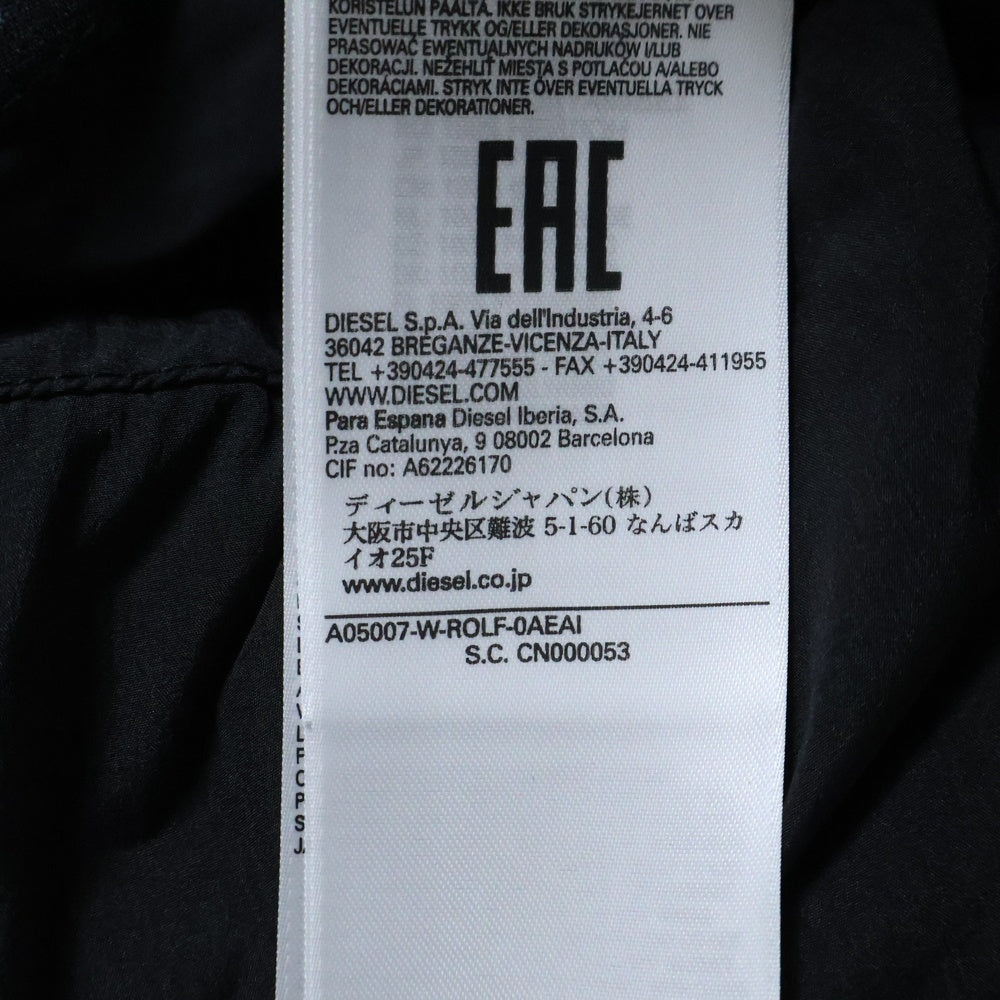 KORISTELUN PÄÄLTÄ. IKKE BRUK STRYKEJERNET OVER
EVENTUELLE TRYKK OG/ELLER DEKORASJONER. NIE
PRASOWAĆ EWENTUALNYCH NADRUKÓW I/LUB
DEKORACJI. NEŽEHLIŤ MIESTA S POTLAČOU A/ALEBO
DEKORÁCIAMI. STRYK INTE ÖVER EVENTUELLA TRYCK
OCH/ELLER DEKORATIONER.
EAC
DIESEL S.p.A. Via dell'Industria, 4-6
36042 BREGANZE-VICENZA-ITALY
TEL +390424-477555 - FAX +390424-411955
WWW.DIESEL.COM
Para Espana Diesel Iberia, S.A.
P.za Catalunya, 9 08002 Barcelona
CIF no: A62226170
ディーゼルジャパン(株)
大阪市中央区難波 5-1-60 なんばスカ
イオ25F
www.diesel.co.jp
A05007-W-ROLF-0AEAI
S.C. CN000053